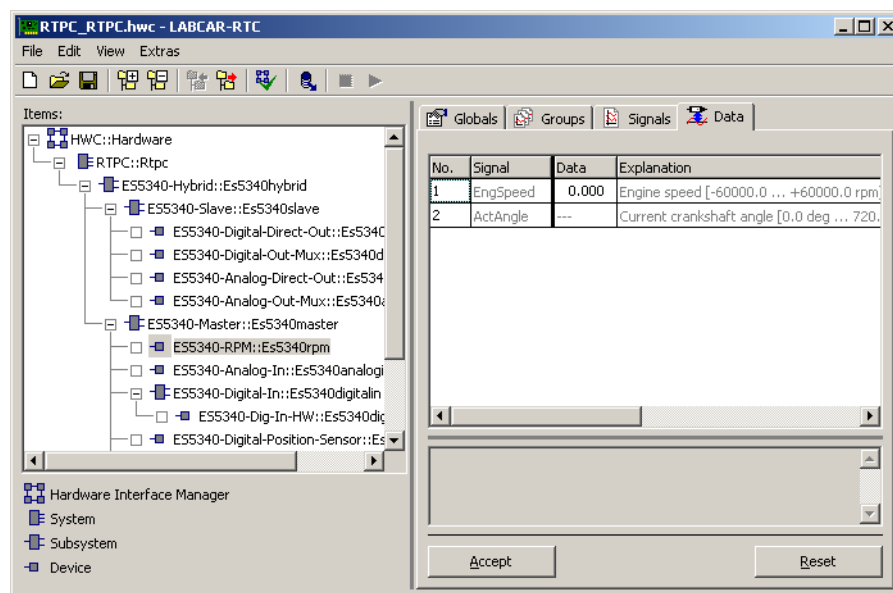 RTPC_RTPC.hwc - LABCAR-RTC
File Edit View Extras
Items:
HWC::Hardware
RTPC::Rtpc
ES5340-Hybrid::Es5340hybrid
ES5340-Slave::Es5340slave
ES5340-Digital-Direct-Out::Es534
ES5340-Digital-Out-Mux::Es5340d
ES5340-Analog-Direct-Out::Es534
ES5340-Analog-Out-Mux::Es5340a
ES5340-Master::Es5340master
ES5340-RPM::Es5340rpm
ES5340-Analog-In::Es5340analogi
ES5340-Digital-In::Es5340digitalin
ES5340-Dig-In-HW::Es5340dig
ES5340-Digital-Position-Sensor::Es
Hardware Interface Manager
System
Subsystem
Device
Globals Groups Signals Data
No. Signal Data Explanation
1 EngSpeed 0.000 Engine speed [-60000.0 ... +60000.0 rpm]
2 ActAngle --- Current crankshaft angle [0.0 deg ... 720.
Accept Reset